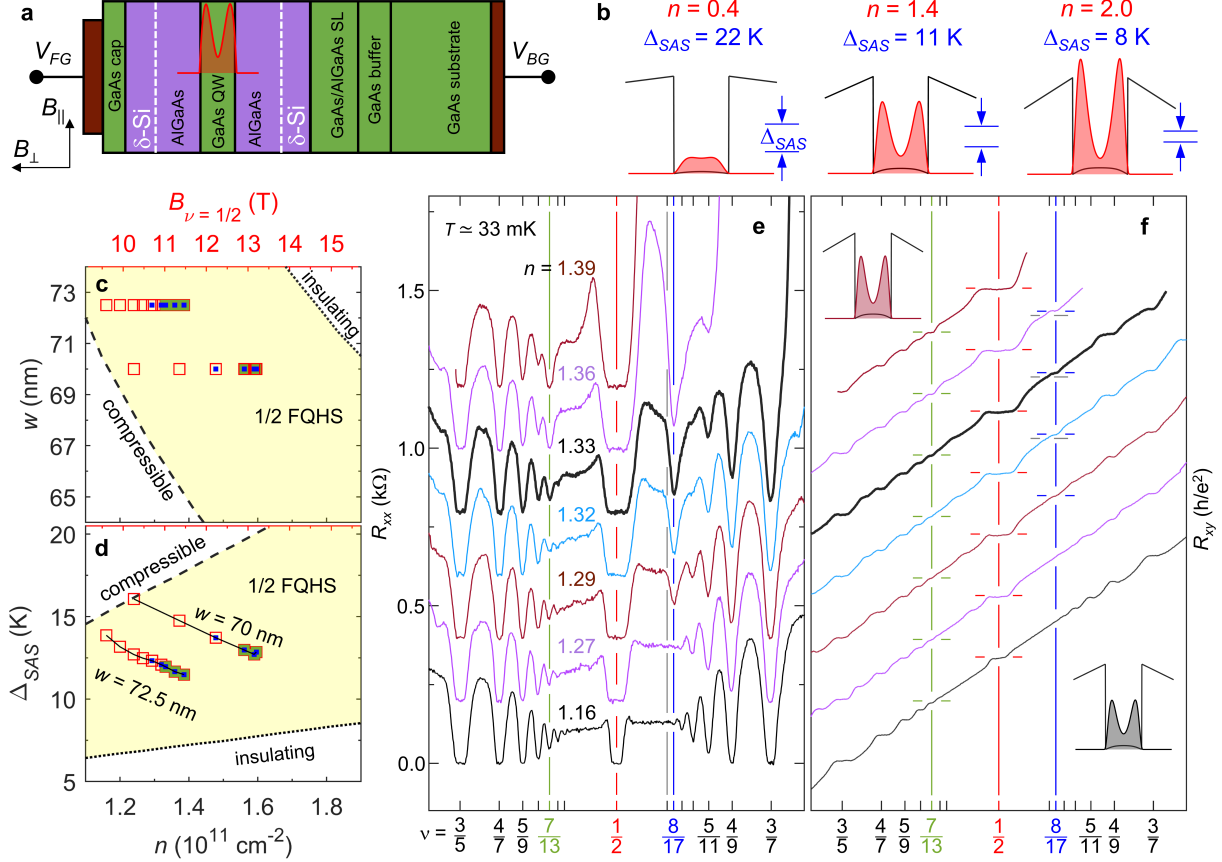 a
V_FG
B_||
B_⊥
GaAs cap
δ-Si
AlGaAs
GaAs QW
AlGaAs
δ-Si
GaAs/AlGaAs SL
GaAs buffer
GaAs substrate
V_BG
b
n = 0.4
Δ_SAS = 22 K
n = 1.4
Δ_SAS = 11 K
n = 2.0
Δ_SAS = 8 K
Δ_SAS
B_ν = 1/2 (T)
10 11 12 13 14 15
c
73
71
69
67
65
w (nm)
insulating
1/2 FQHS
compressible
d
20
15
10
5
Δ_SAS (K)
compressible
1/2 FQHS
w = 70 nm
w = 72.5 nm
insulating
1.2 1.4 1.6 1.8
n (10^11 cm^-2)
e
T ≃ 33 mK
n = 1.39
1.36
1.33
1.32
1.29
1.27
1.16
1.5
1.0
0.5
0.0
R_xx (kΩ)
ν = 3/5 4/7 5/9 7/13 1/2 8/17 5/11 4/9 3/7
f
R_xy (h/e²)
3/5 4/7 5/9 7/13 1/2 8/17 5/11 4/9 3/7